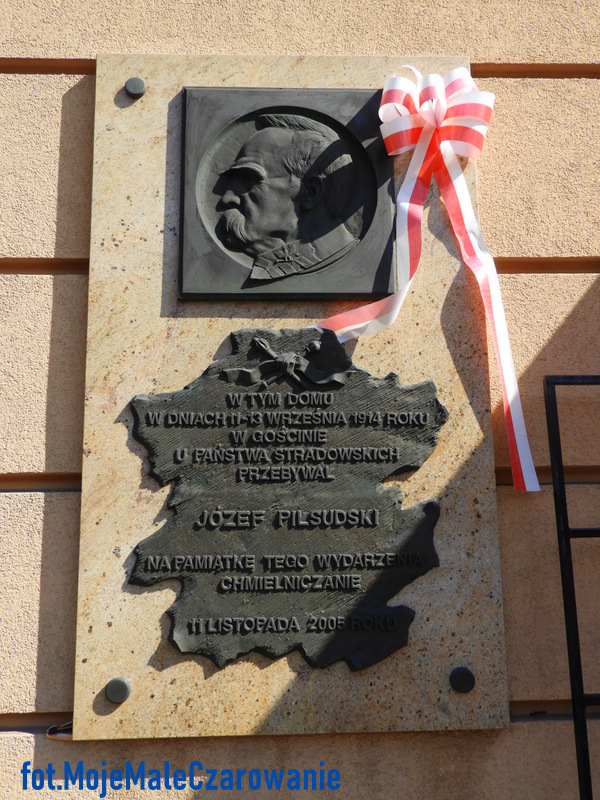 W TYM DOMU
W DNIACH 11-13 WRZEŚNIA 1914 ROKU
W GOŚCINIE
U PAŃSTWA STRADOWSKICH
PRZEBYWAŁ
JÓZEF PIŁSUDSKI
NA PAMIĄTKĘ TEGO WYDARZENIA
CHMIELNICZANIE
11 LISTOPADA 2005 ROKU
fot.MojeMałeCzarowanie